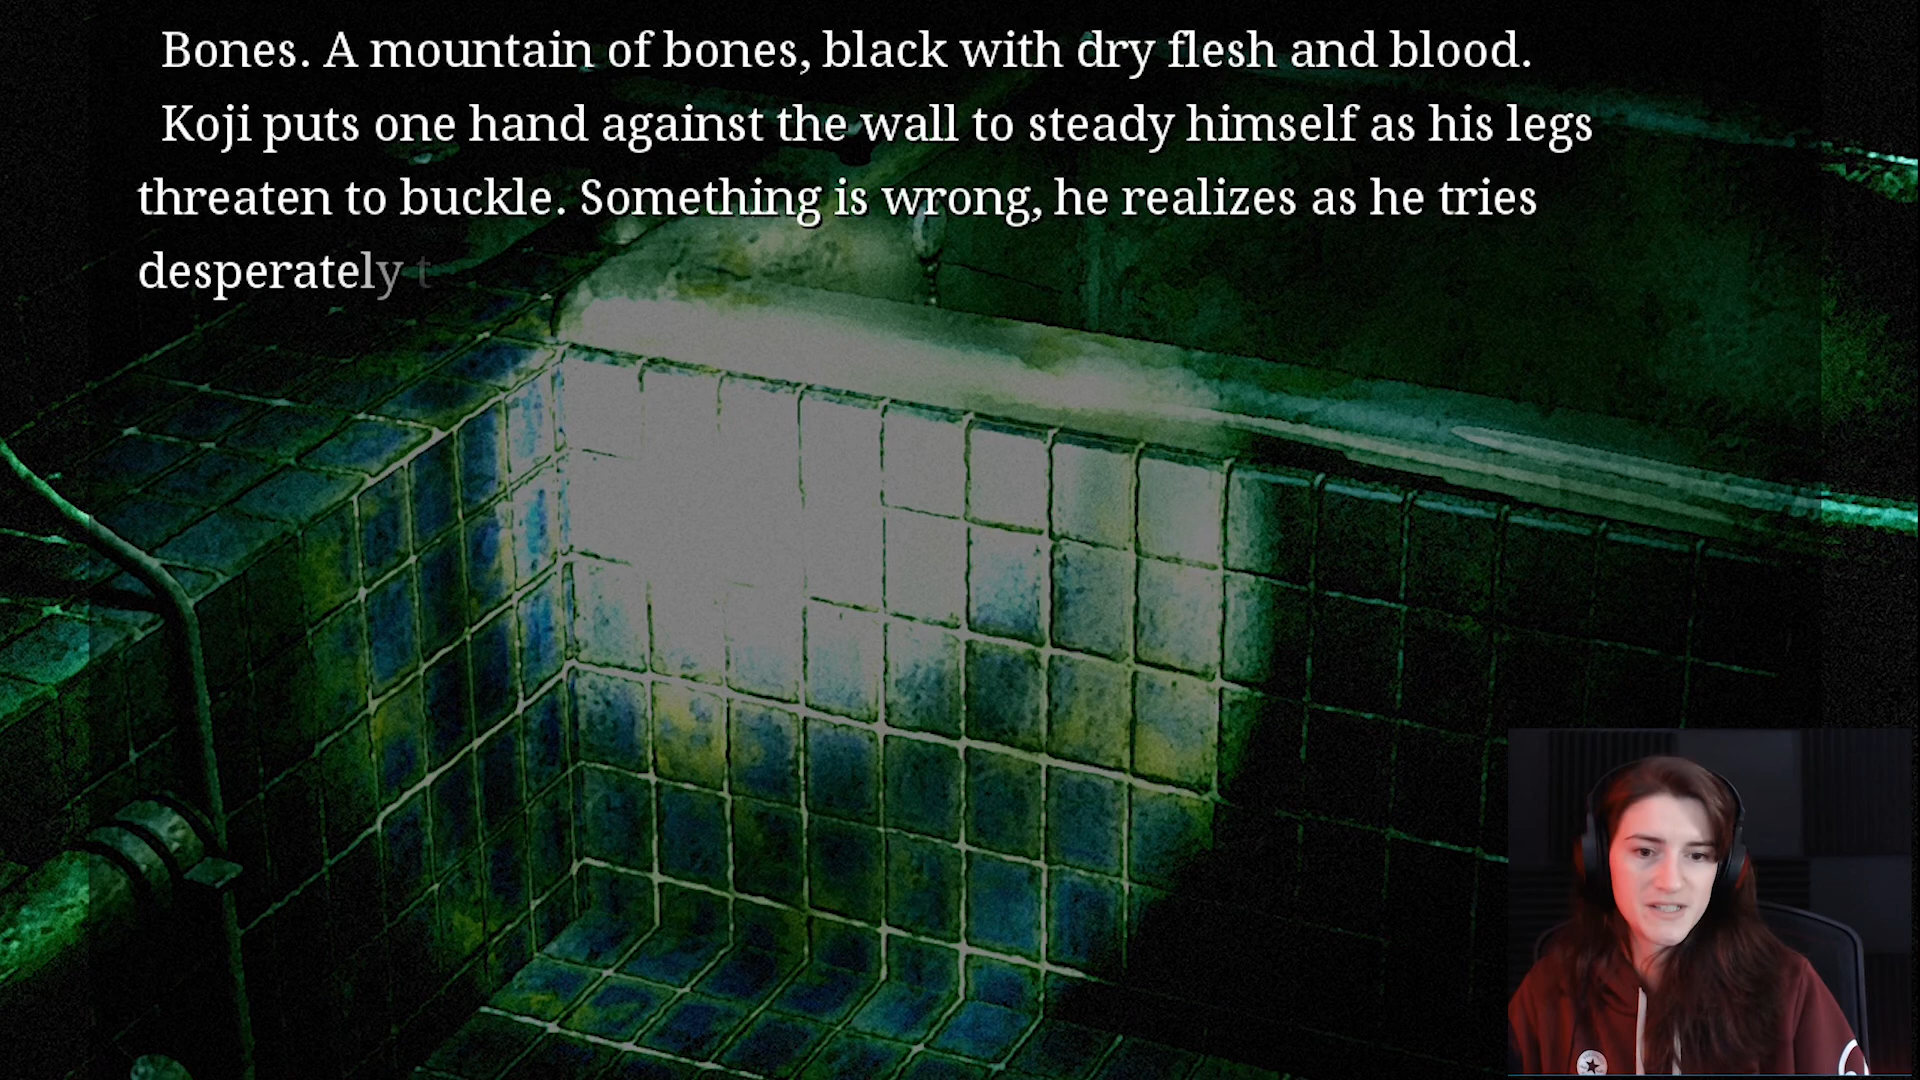 Bones. A mountain of bones, black with dry flesh and blood.
Koji puts one hand against the wall to steady himself as his legs
threaten to buckle. Something is wrong, he realizes as he tries
desperately t